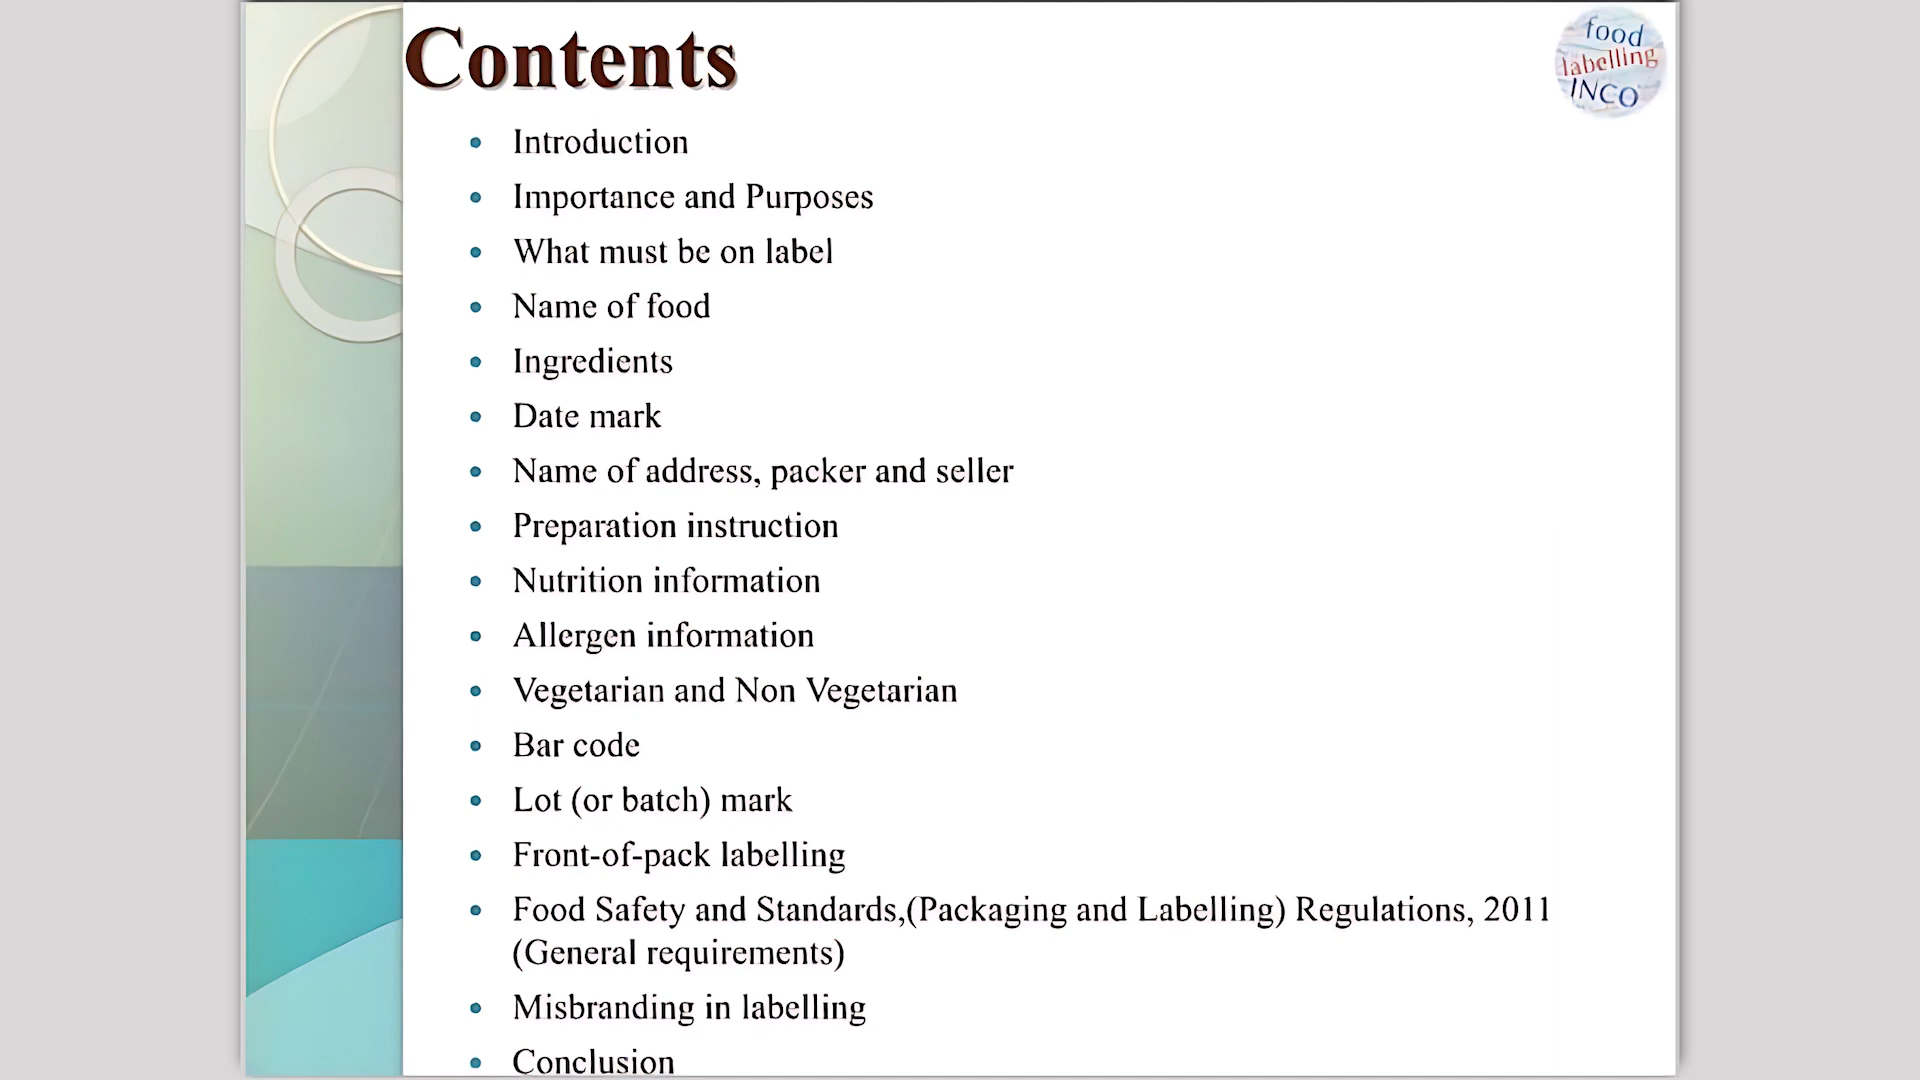 Contents
food
labelling
INCO
• Introduction
• Importance and Purposes
• What must be on label
• Name of food
• Ingredients
• Date mark
• Name of address, packer and seller
• Preparation instruction
• Nutrition information
• Allergen information
• Vegetarian and Non Vegetarian
• Bar code
• Lot (or batch) mark
• Front-of-pack labelling
• Food Safety and Standards,(Packaging and Labelling) Regulations, 2011
(General requirements)
• Misbranding in labelling
• Conclusion